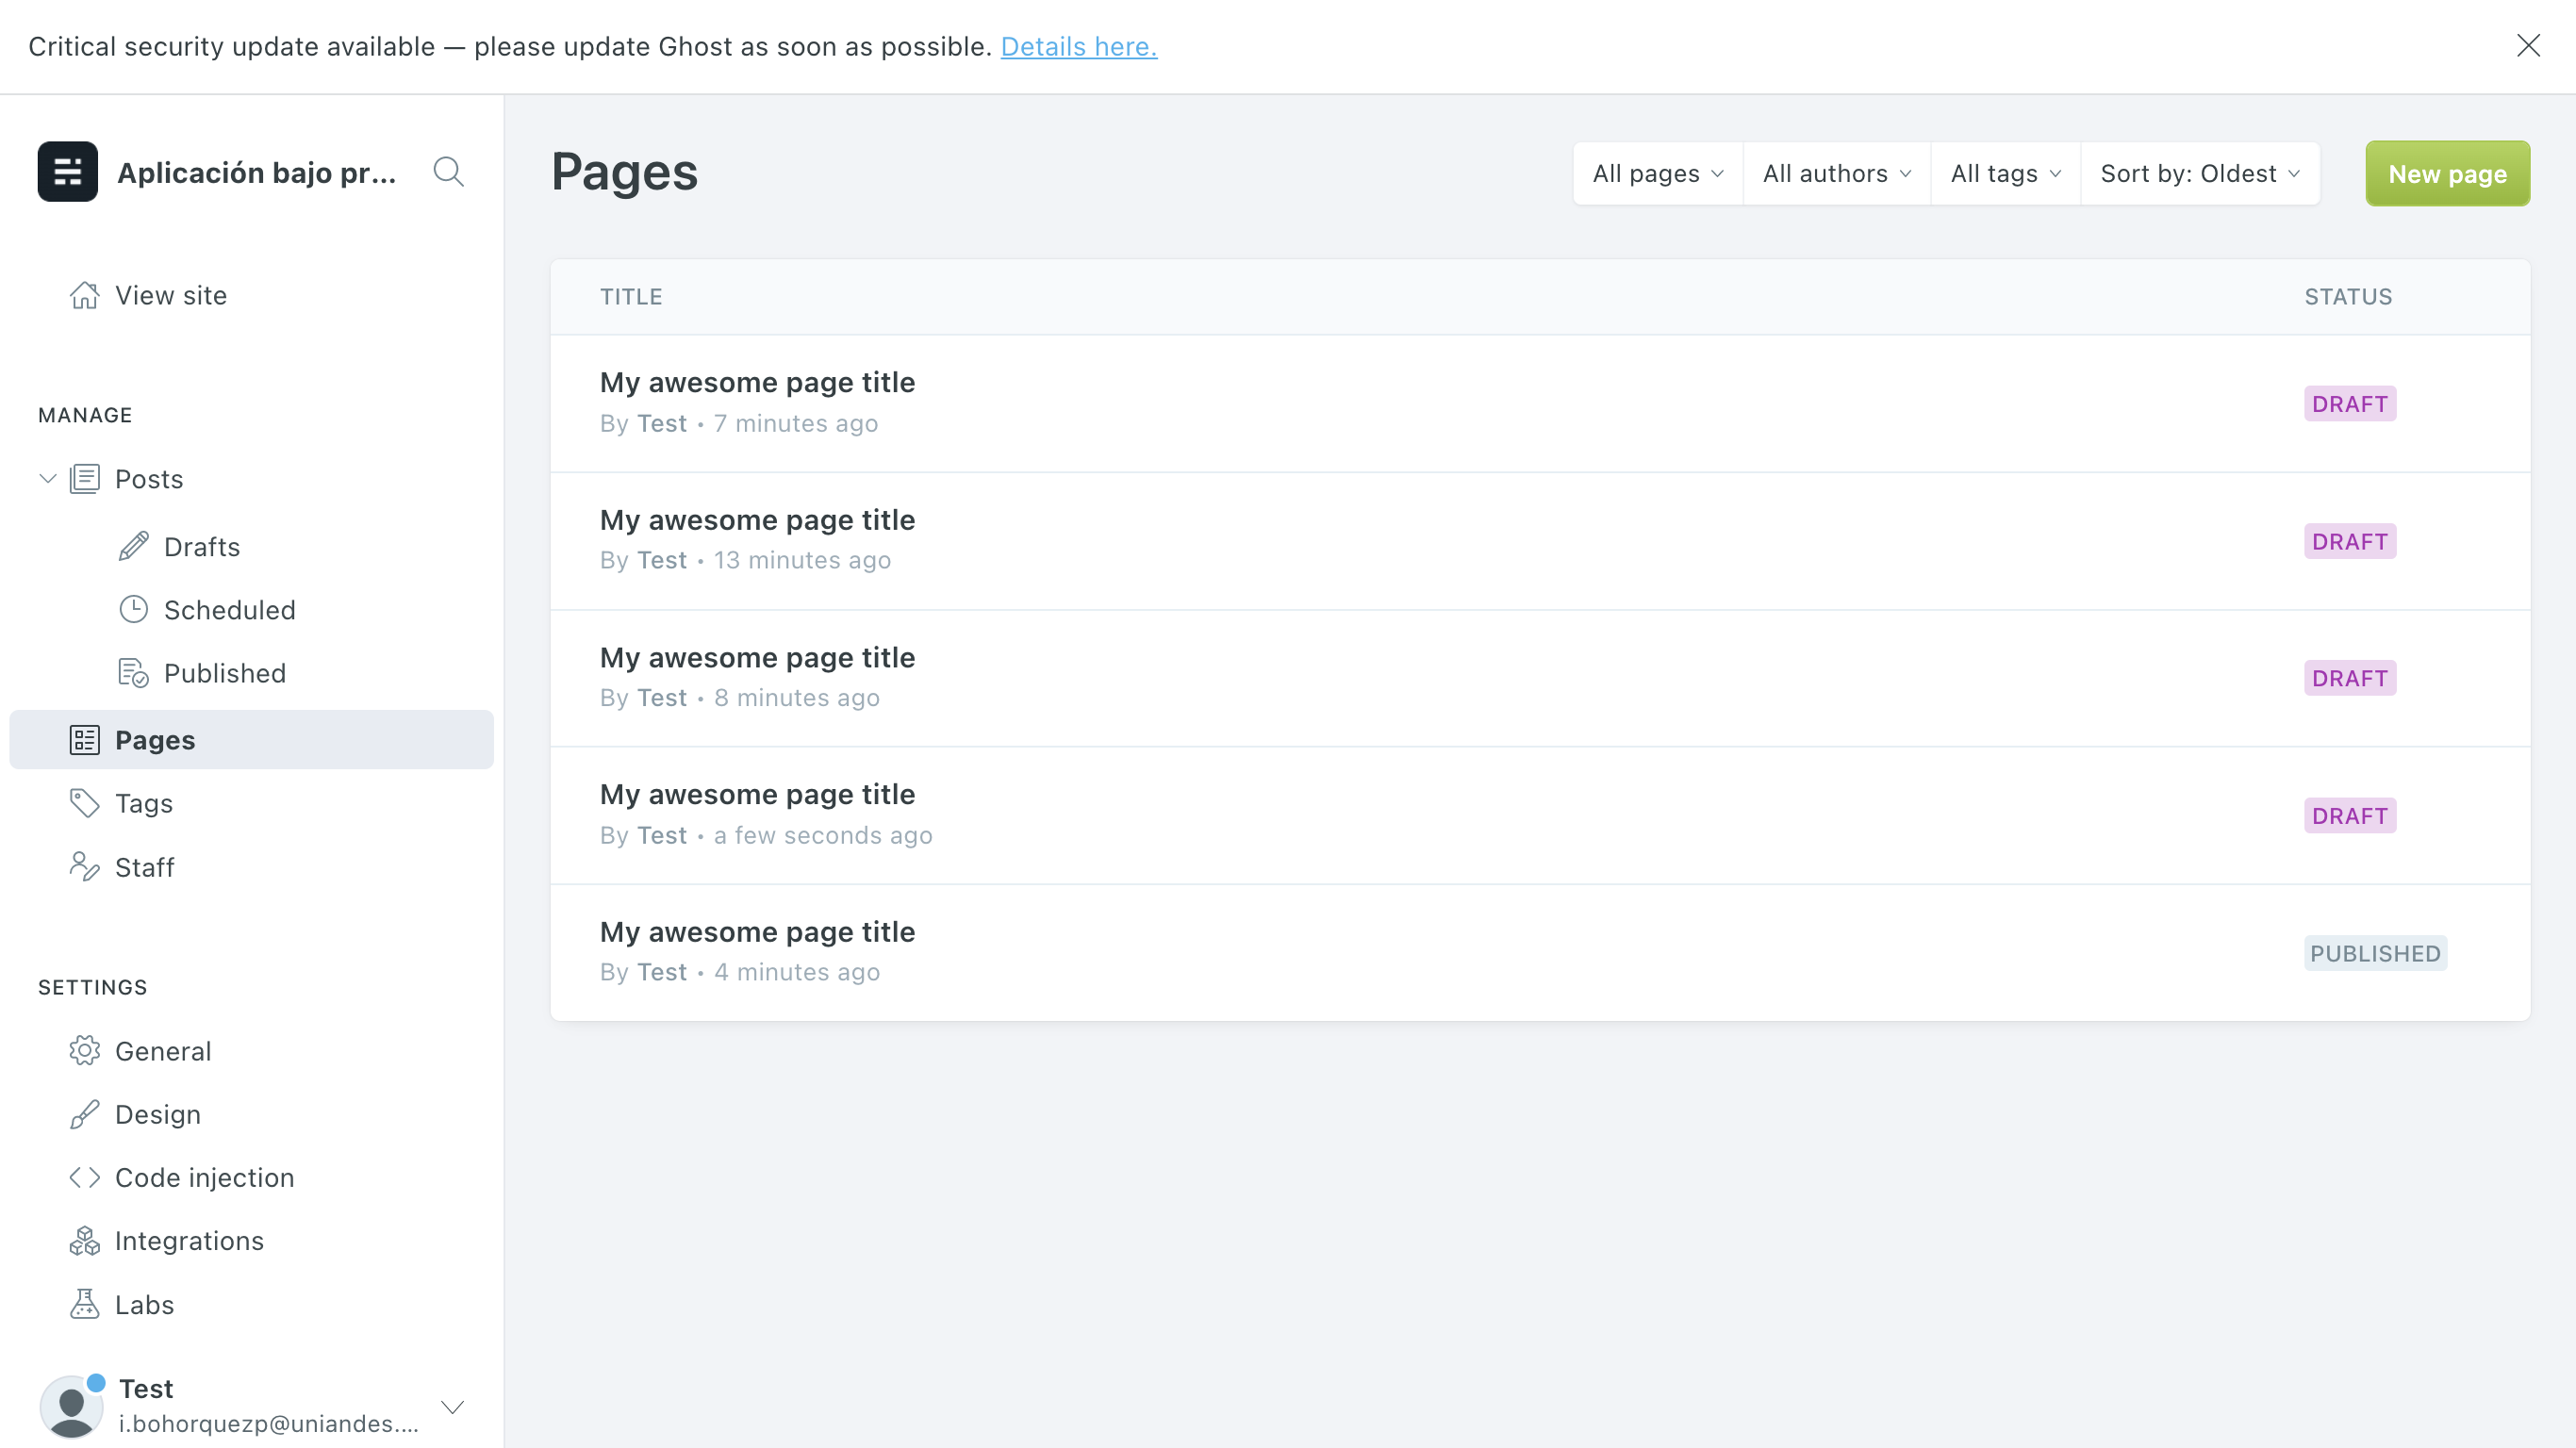 Critical security update available — please update Ghost as soon as possible. Details here.
Aplicación bajo pr...
View site
MANAGE
Posts
Drafts
Scheduled
Published
Pages
Tags
Staff
SETTINGS
General
Design
Code injection
Integrations
Labs
Test
i.bohorquezp@uniandes....
Pages
All pages
All authors
All tags
Sort by: Oldest
New page
TITLE STATUS
My awesome page title
By Test • 7 minutes ago
DRAFT
My awesome page title
By Test • 13 minutes ago
DRAFT
My awesome page title
By Test • 8 minutes ago
DRAFT
My awesome page title
By Test • a few seconds ago
DRAFT
My awesome page title
By Test • 4 minutes ago
PUBLISHED